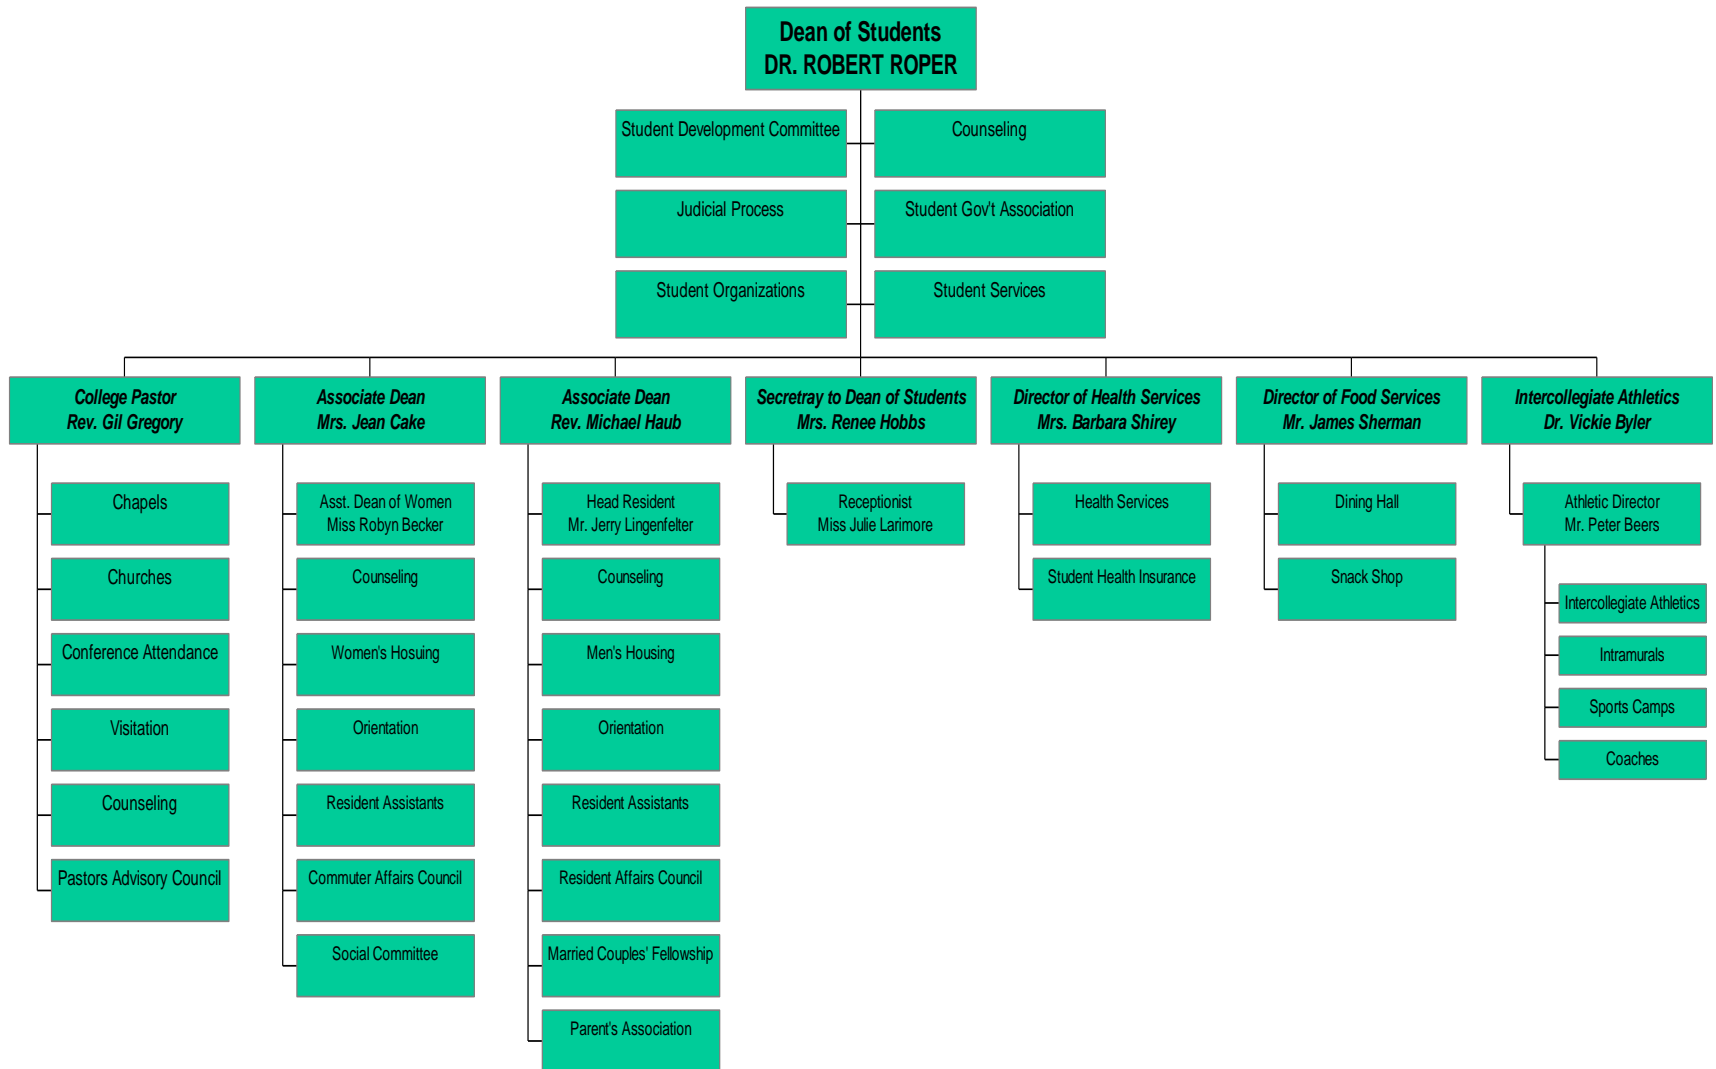 Dean of Students
DR. ROBERT ROPER
Student Development Committee
Counseling
Judicial Process
Student Gov't Association
Student Organizations
Student Services
College Pastor
Rev. Gil Gregory
Chapels
Churches
Conference Attendance
Visitation
Counseling
Pastors Advisory Council
Associate Dean
Mrs. Jean Cake
Asst. Dean of Women
Miss Robyn Becker
Counseling
Women's Hosuing
Orientation
Resident Assistants
Commuter Affairs Council
Social Committee
Associate Dean
Rev. Michael Haub
Head Resident
Mr. Jerry Lingenfelter
Counseling
Men's Housing
Orientation
Resident Assistants
Resident Affairs Council
Married Couples' Fellowship
Parent's Association
Secretray to Dean of Students
Mrs. Renee Hobbs
Receptionist
Miss Julie Larimore
Director of Health Services
Mrs. Barbara Shirey
Health Services
Student Health Insurance
Director of Food Services
Mr. James Sherman
Dining Hall
Snack Shop
Intercollegiate Athletics
Dr. Vickie Byler
Athletic Director
Mr. Peter Beers
Intercollegiate Athletics
Intramurals
Sports Camps
Coaches